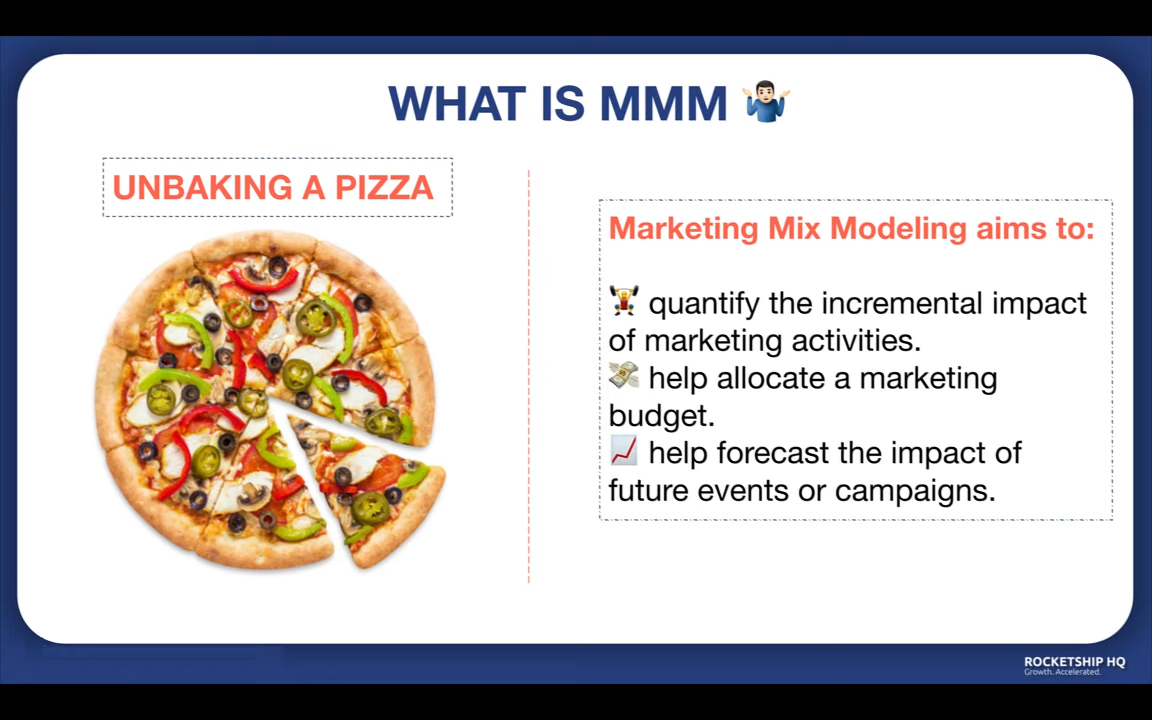 WHAT IS MMM 🤷🏻‍♂️
UNBAKING A PIZZA
Marketing Mix Modeling aims to:
🏋️ quantify the incremental impact
of marketing activities.
💸 help allocate a marketing
budget.
📈 help forecast the impact of
future events or campaigns.
ROCKETSHIP HQ
Growth. Accelerated.